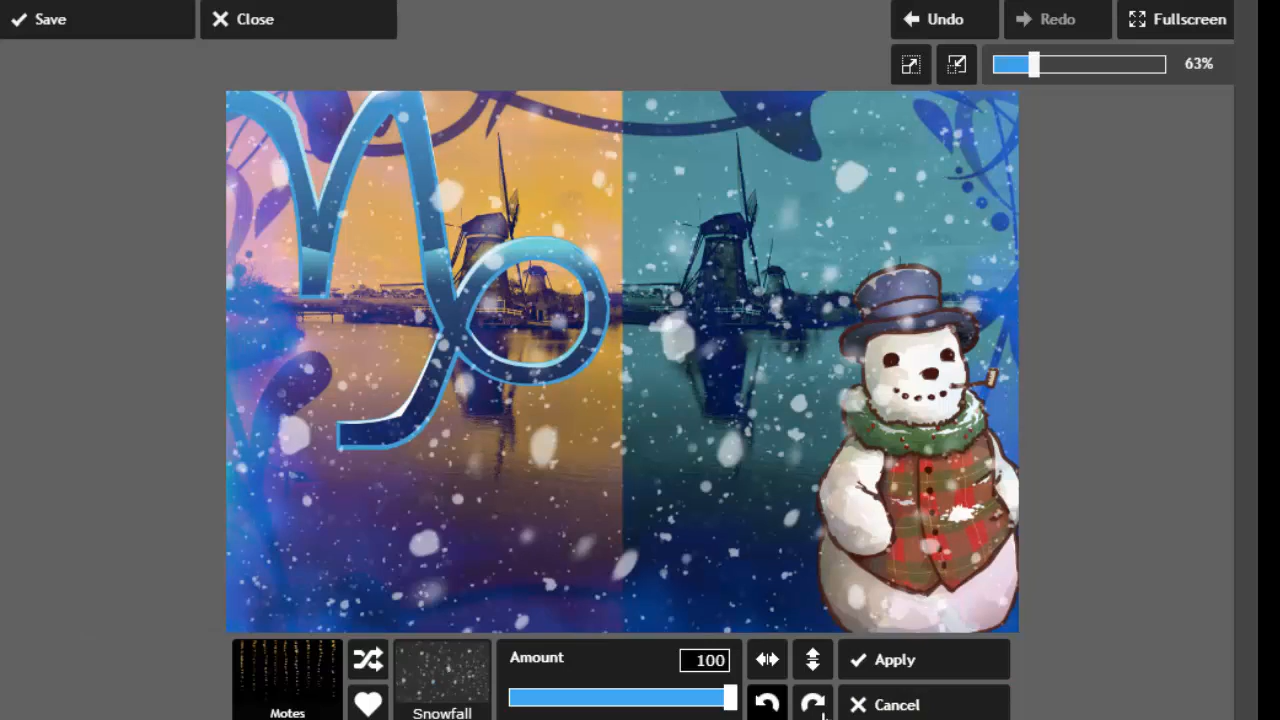 Save
Close
Undo
Redo
Fullscreen
63%
Amount
100
Apply
Motes
Snowfall
Cancel